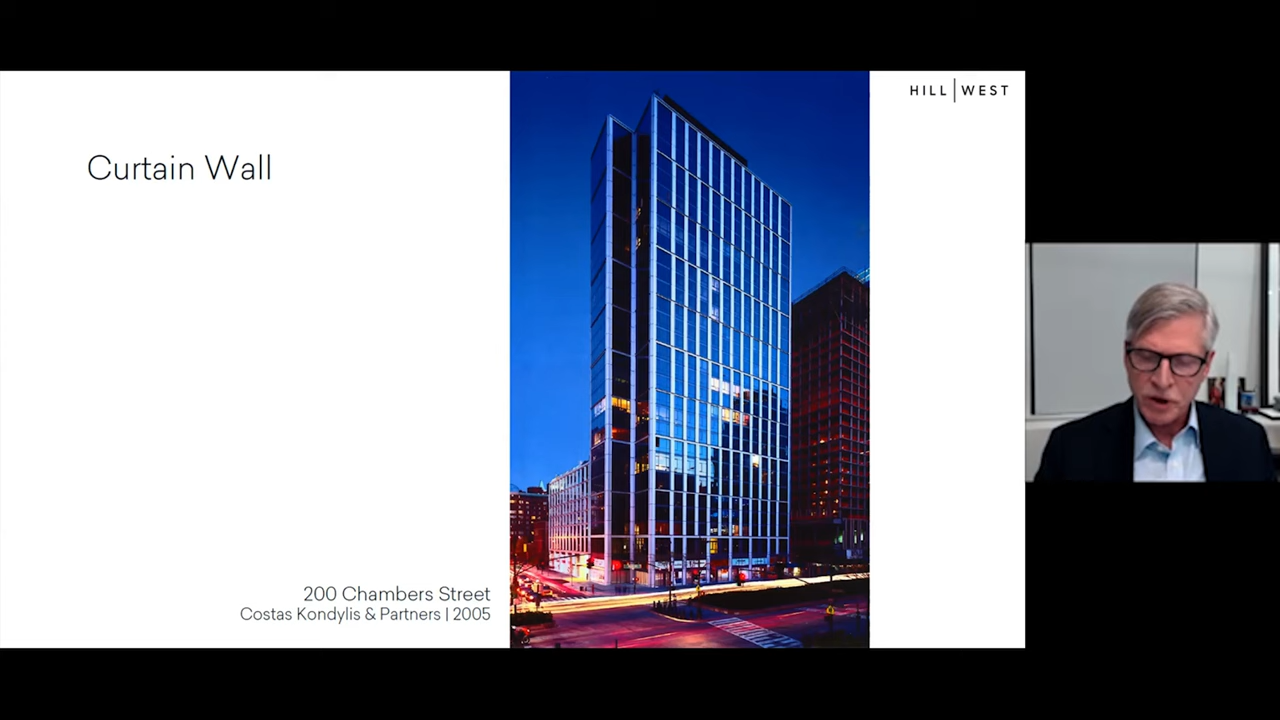 HILL | WEST
Curtain Wall
200 Chambers Street
Costas Kondylis & Partners | 2005